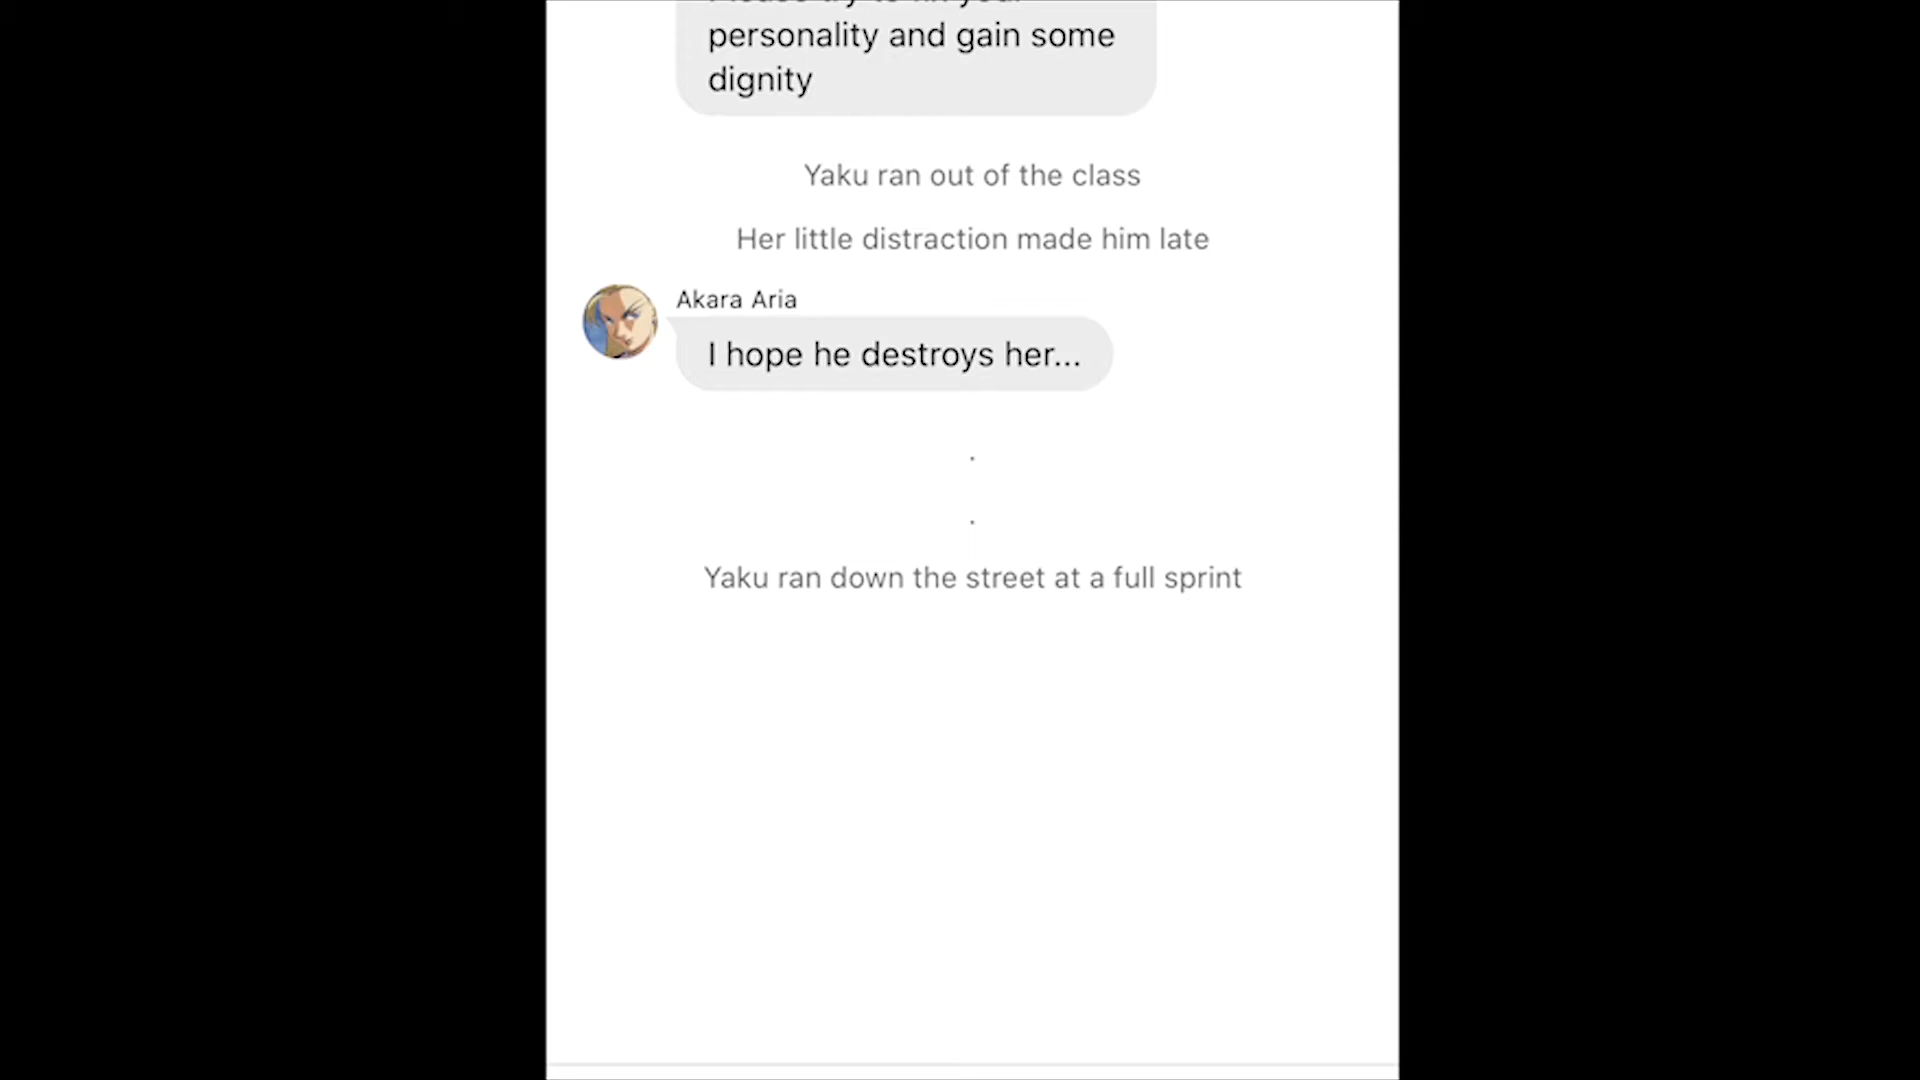 personality and gain some
dignity
Yaku ran out of the class
Her little distraction made him late
Akara Aria
I hope he destroys her...
.
.
Yaku ran down the street at a full sprint